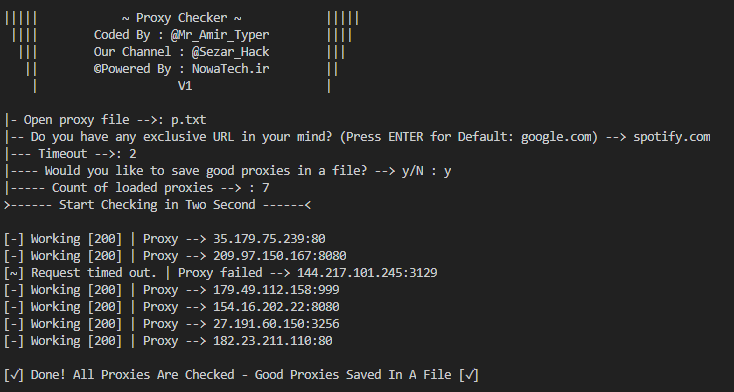 ||||| ~ Proxy Checker ~ |||||
|||| Coded By : @Mr_Amir_Typer ||||
||| Our Channel : @Sezar_Hack |||
|| ©Powered By : NowaTech.ir ||
| V1 |
|- Open proxy file -->: p.txt
|-- Do you have any exclusive URL in your mind? (Press ENTER for Default: google.com) --> spotify.com
|--- Timeout -->: 2
|---- Would you like to save good proxies in a file? --> y/N : y
|----- Count of loaded proxies --> : 7
>------ Start Checking in Two Second ------<
[-] Working [200] | Proxy --> 35.179.75.239:80
[-] Working [200] | Proxy --> 209.97.150.167:8080
[~] Request timed out. | Proxy failed --> 144.217.101.245:3129
[-] Working [200] | Proxy --> 179.49.112.158:999
[-] Working [200] | Proxy --> 154.16.202.22:8080
[-] Working [200] | Proxy --> 27.191.60.150:3256
[-] Working [200] | Proxy --> 182.23.211.110:80
[√] Done! All Proxies Are Checked - Good Proxies Saved In A File [√]